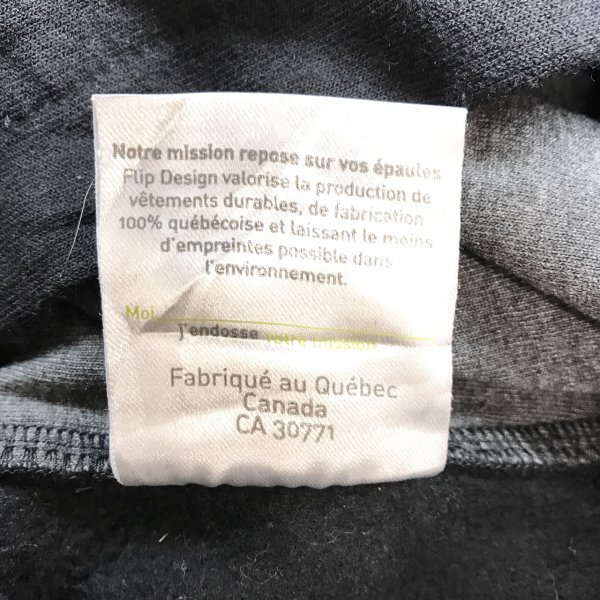 Notre mission repose sur vos épaules
Flip Design valorise la production de
vêtements durables, de fabrication
100% québécoise et laissant le moins
d'empreintes possible dans
l'environnement.
Moi,
j'endosse votre mission.
Fabriqué au Québec
Canada
CA 30771